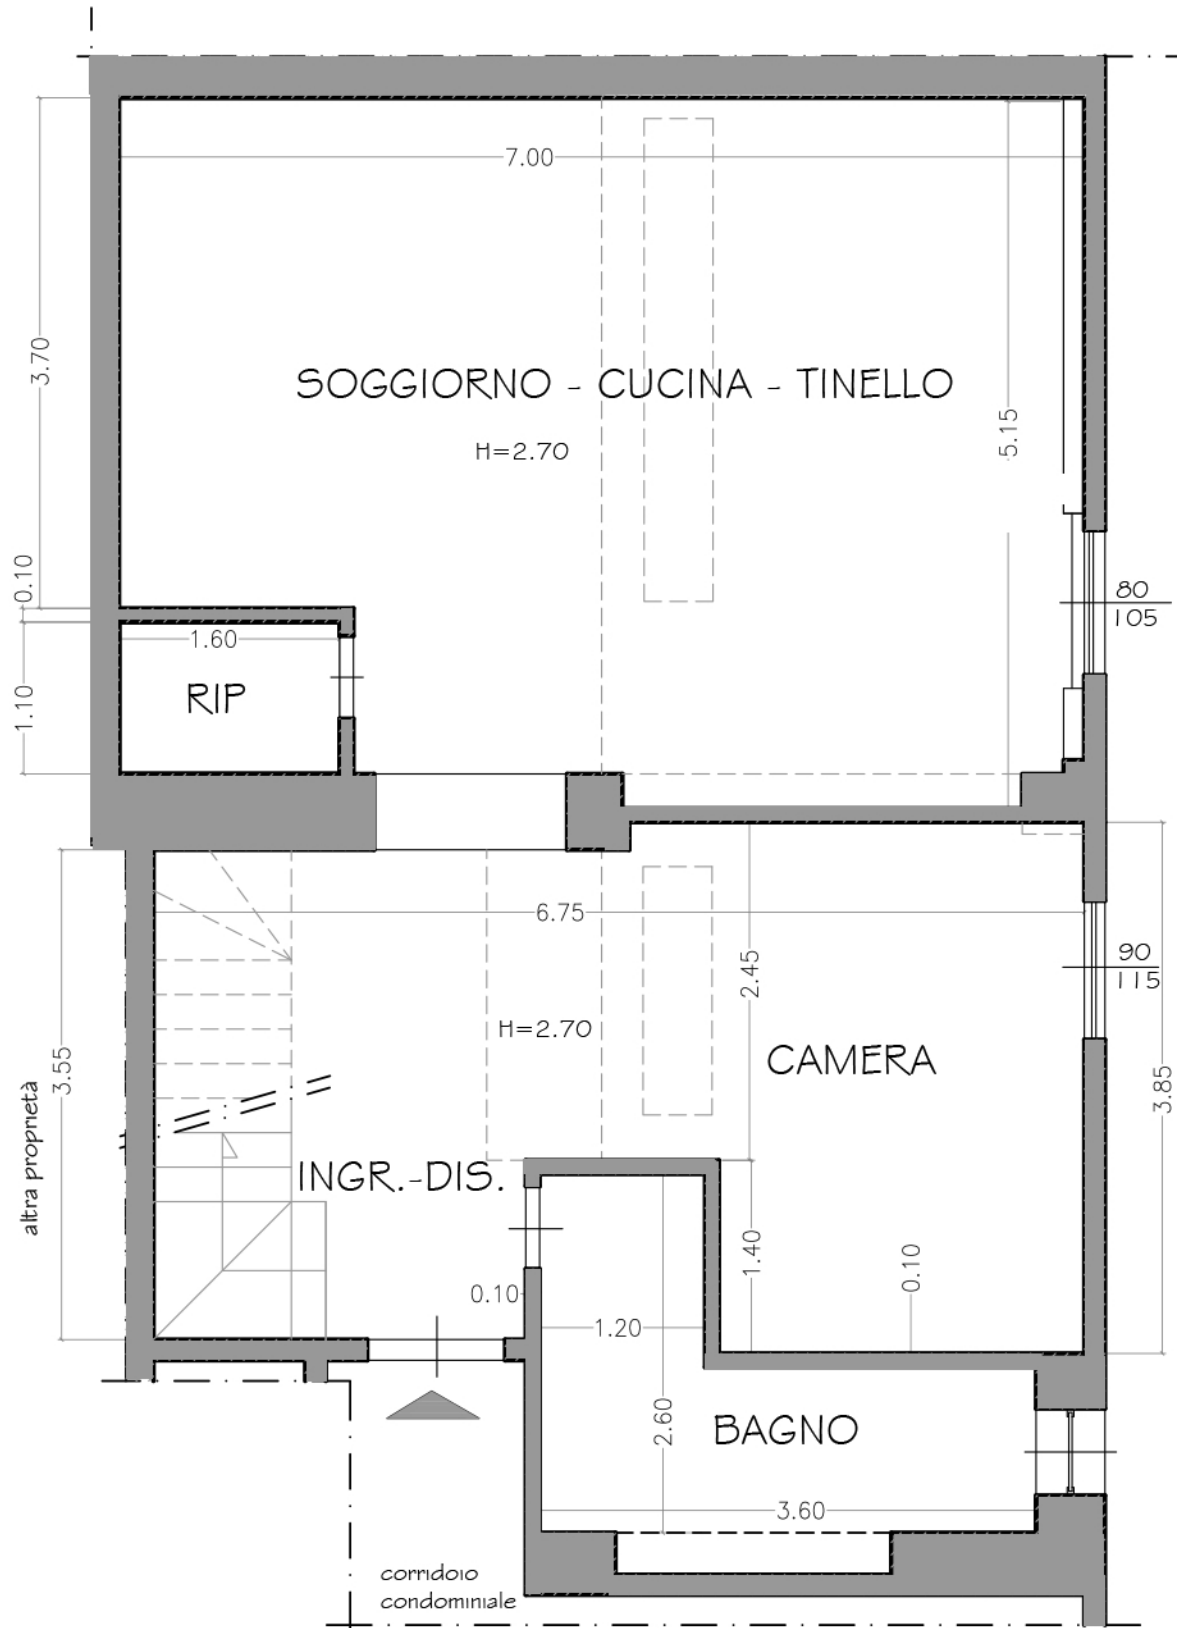 7.00
3.70
SOGGIORNO - CUCINA - TINELLO
5.15
H=2.70
0.10
80
105
1.60
RIP
1.10
6.75
90
115
2.45
H=2.70
CAMERA
3.55
3.85
altra proprietà
INGR.-DIS.
1.40
0.10
0.10
1.20
2.60
BAGNO
3.60
corridoio
condominiale